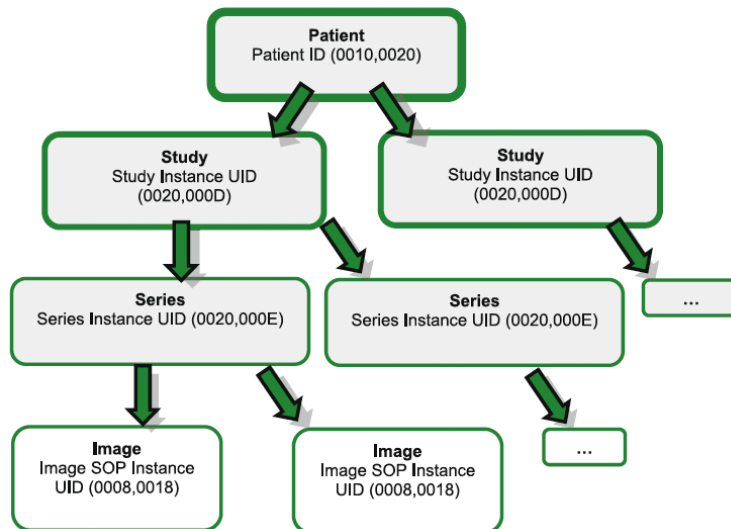 Patient
Patient ID (0010,0020)
Study
Study Instance UID
(0020,000D)
Study
Study Instance UID
(0020,000D)
Series
Series Instance UID (0020,000E)
Series
Series Instance UID (0020,000E)
...
Image
Image SOP Instance
UID (0008,0018)
Image
Image SOP Instance
UID (0008,0018)
...